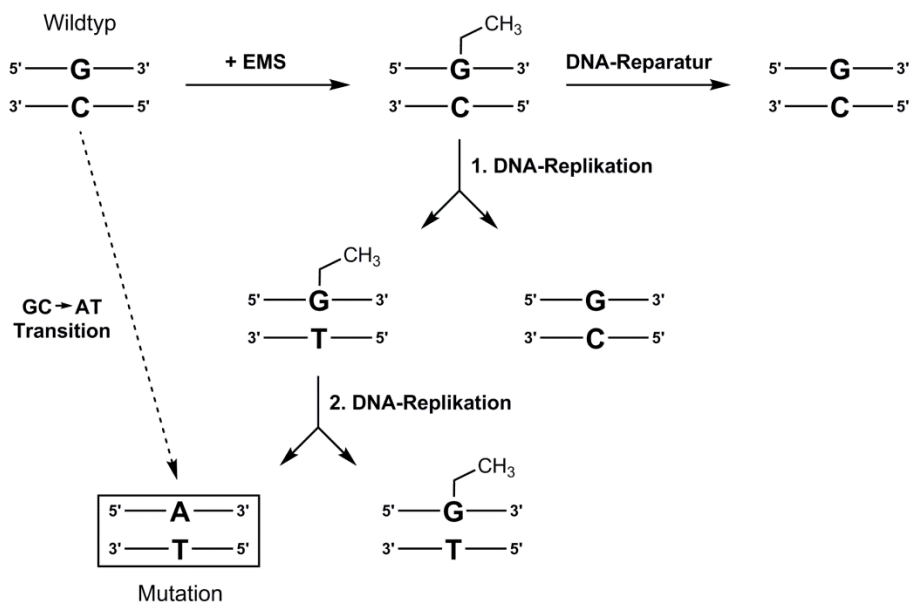 Wildtyp
5' G 3'
3' C 5'
+ EMS
CH3
5' G 3'
3' C 5'
DNA-Reparatur
5' G 3'
3' C 5'
1. DNA-Replikation
GC→AT
Transition
CH3
5' G 3'
3' T 5'
5' G 3'
3' C 5'
2. DNA-Replikation
5' A 3'
3' T 5'
Mutation
CH3
5' G 3'
3' T 5'